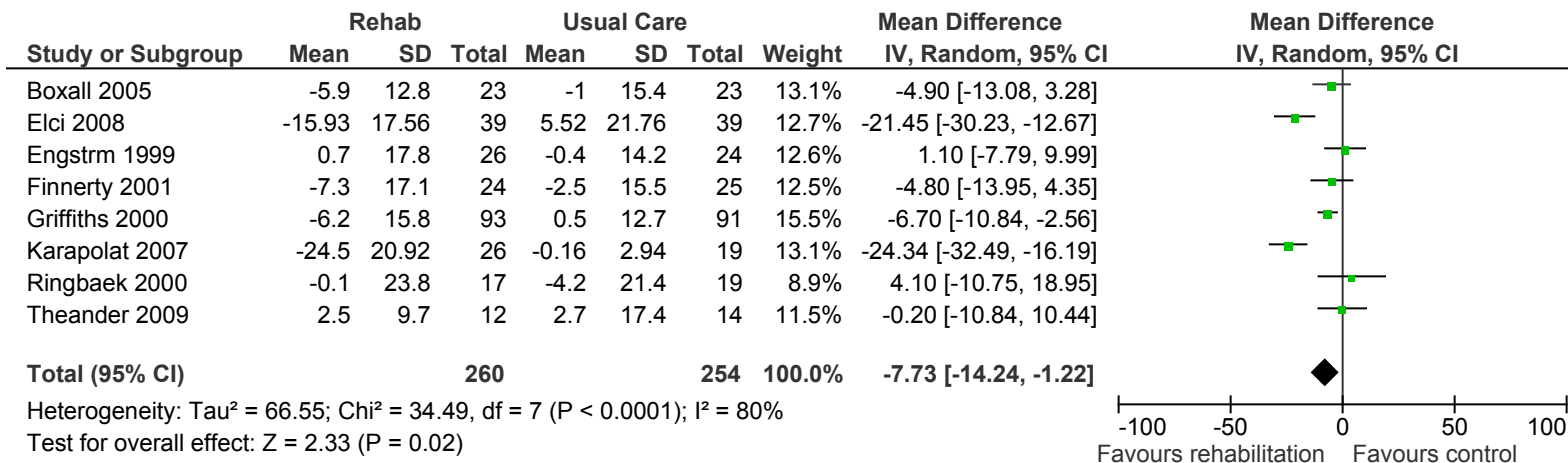 Rehab Usual Care Mean Difference Mean Difference
Study or Subgroup Mean SD Total Mean SD Total Weight IV, Random, 95% CI IV, Random, 95% CI
Boxall 2005 -5.9 12.8 23 -1 15.4 23 13.1% -4.90 [-13.08, 3.28]
Elci 2008 -15.93 17.56 39 5.52 21.76 39 12.7% -21.45 [-30.23, -12.67]
Engstrm 1999 0.7 17.8 26 -0.4 14.2 24 12.6% 1.10 [-7.79, 9.99]
Finnerty 2001 -7.3 17.1 24 -2.5 15.5 25 12.5% -4.80 [-13.95, 4.35]
Griffiths 2000 -6.2 15.8 93 0.5 12.7 91 15.5% -6.70 [-10.84, -2.56]
Karapolat 2007 -24.5 20.92 26 -0.16 2.94 19 13.1% -24.34 [-32.49, -16.19]
Ringbaek 2000 -0.1 23.8 17 -4.2 21.4 19 8.9% 4.10 [-10.75, 18.95]
Theander 2009 2.5 9.7 12 2.7 17.4 14 11.5% -0.20 [-10.84, 10.44]
Total (95% CI) 260 254 100.0% -7.73 [-14.24, -1.22]
Heterogeneity: Tau² = 66.55; Chi² = 34.49, df = 7 (P < 0.0001); I² = 80%
Test for overall effect: Z = 2.33 (P = 0.02)
-100 -50 0 50 100
Favours rehabilitation Favours control